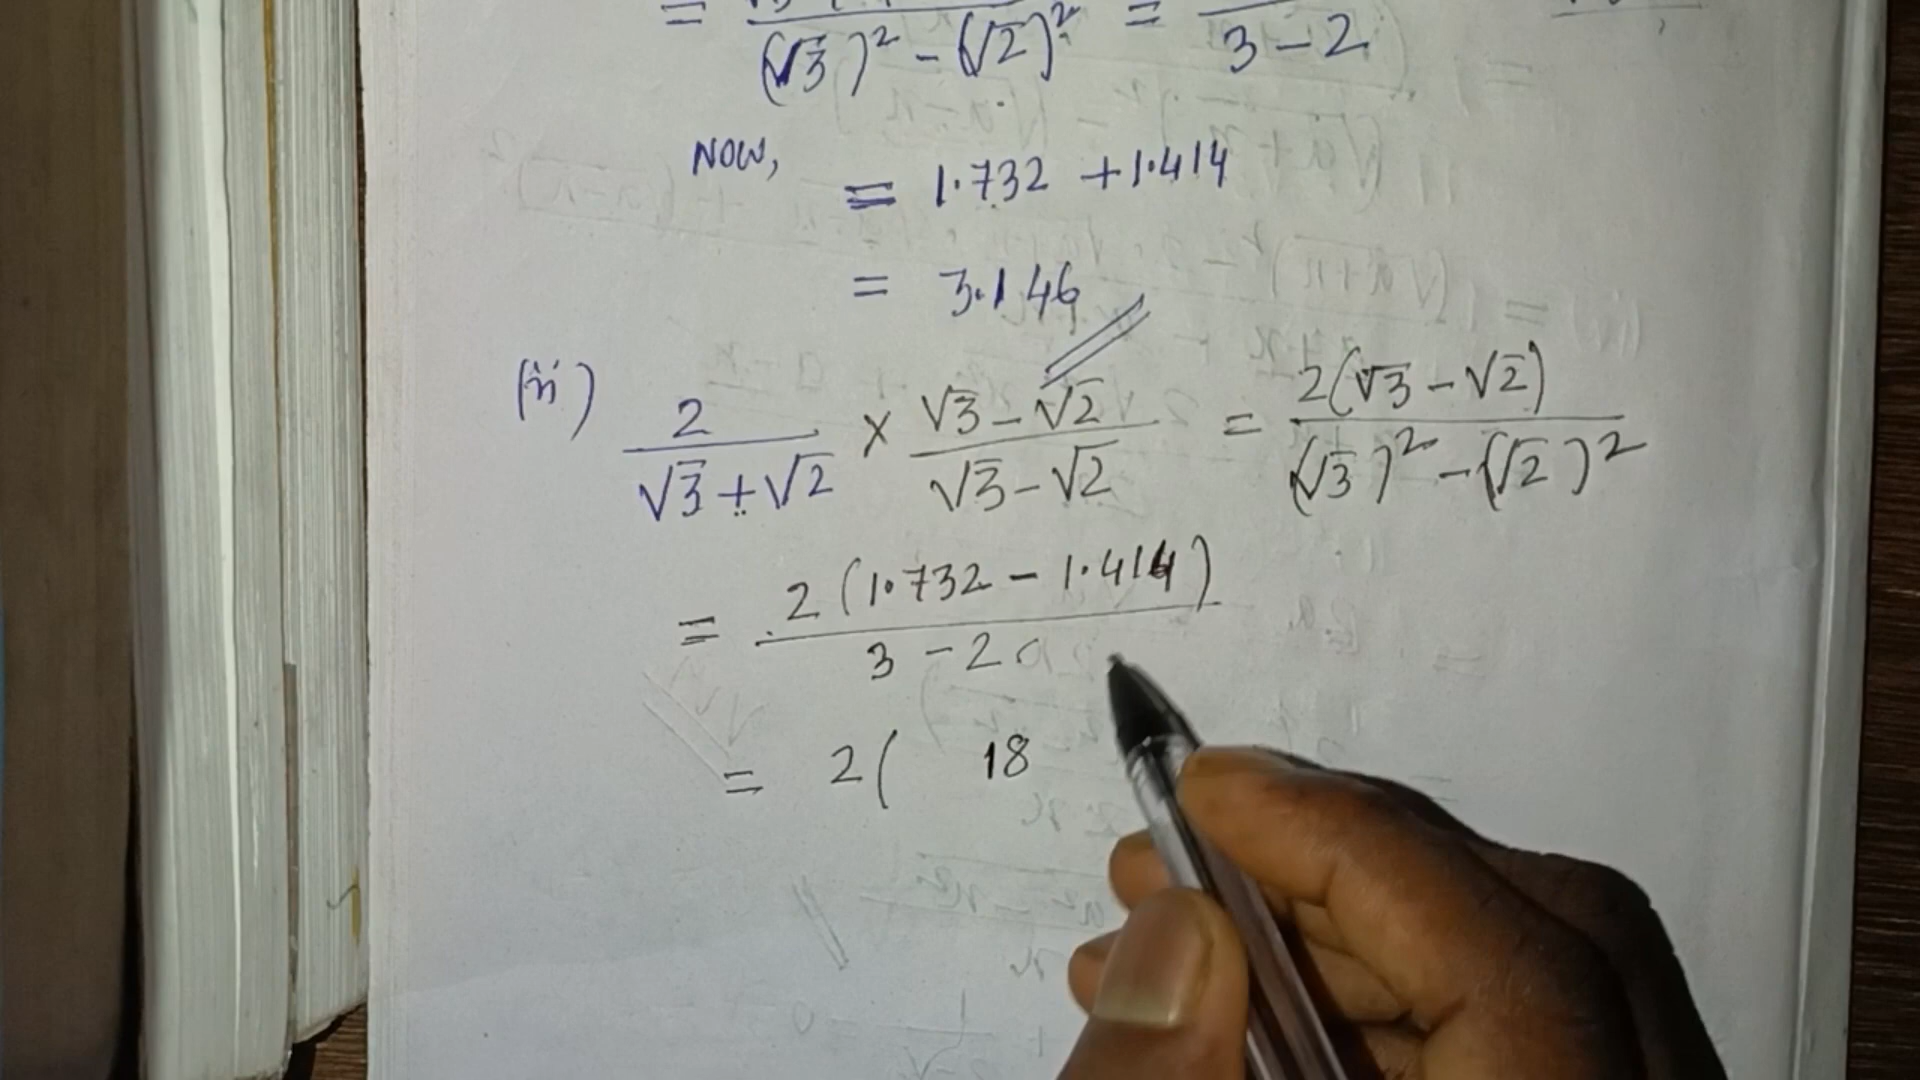 = / (√3)² - (√2)² = / 3 - 2
NOW,
= 1.732 + 1.414
= 3.146
(ii) 2 / √3 + √2 × √3 - √2 / √3 - √2 = 2(√3 - √2) / (√3)² - (√2)²
= 2(1.732 - 1.414) / 3 - 2
= 2( 18